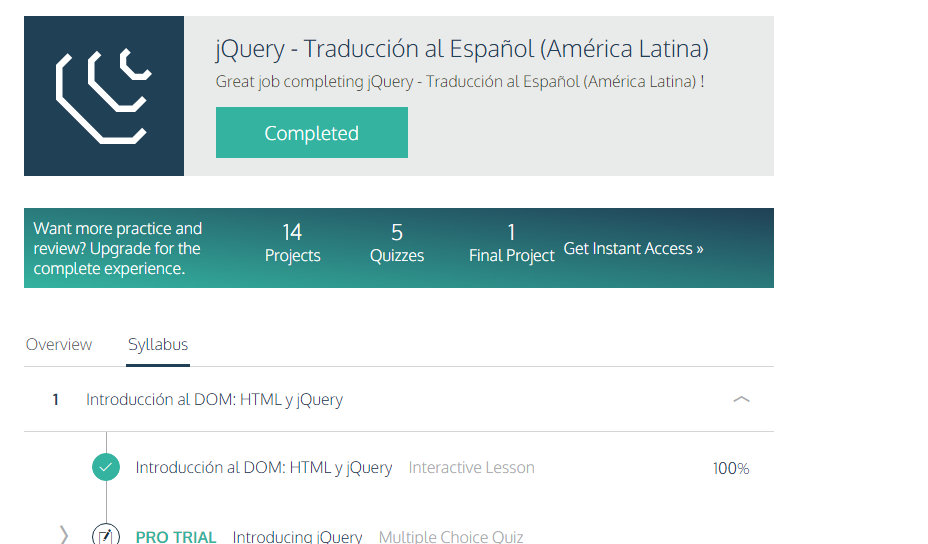 jQuery - Traducción al Español (América Latina)
Great job completing jQuery - Traducción al Español (América Latina) !
Completed
Want more practice and
review? Upgrade for the
complete experience.
14
Projects
5
Quizzes
1
Final Project
Get Instant Access »
Overview Syllabus
1 Introducción al DOM: HTML y jQuery
Introducción al DOM: HTML y jQuery Interactive Lesson 100%
PRO TRIAL Introducing jQuery Multiple Choice Quiz